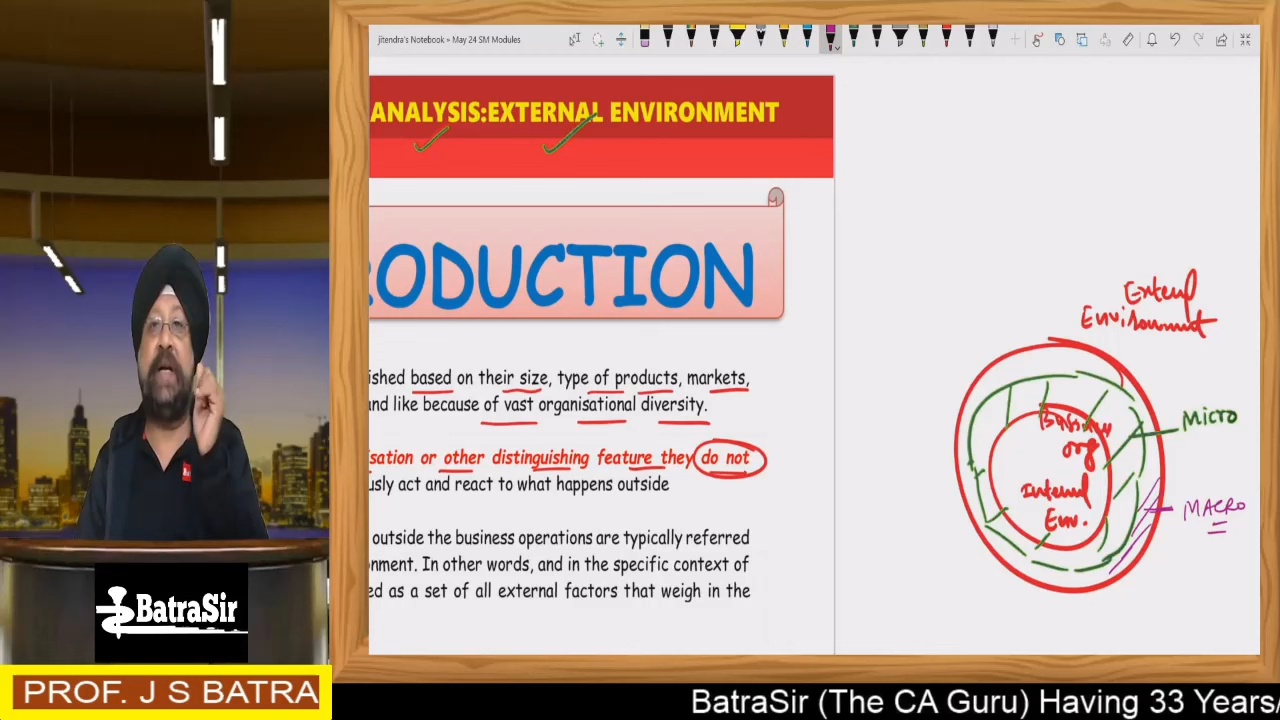 jitendra's Notebook » May 24 SM Modules
ANALYSIS:EXTERNAL ENVIRONMENT
RODUCTION
ished based on their size, type of products, markets,
and like because of vast organisational diversity.
isation or other distinguishing feature they do not
usly act and react to what happens outside
outside the business operations are typically referred
onment. In other words, and in the specific context of
ed as a set of all external factors that weigh in the
Environment
MICRO
MACRO
org
Env.
BatraSir
PROF. J S BATRA
BatraSir (The CA Guru) Having 33 Years/